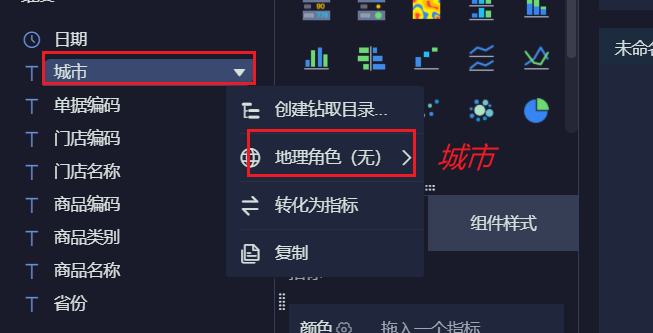 日期
城市
单据编码
门店编码
门店名称
商品编码
商品类别
商品名称
省份
创建钻取目录...
地理角色（无）
转化为指标
复制
城市
组件样式
颜色
拖入一个指标
90
未命名